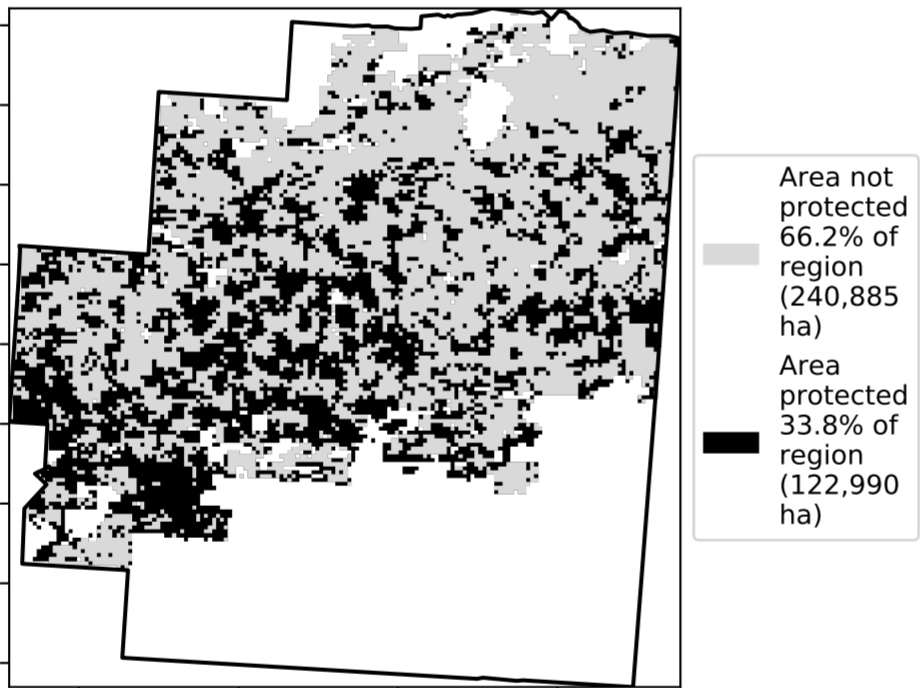 Area not
protected
66.2% of
region
(240,885
ha)
Area
protected
33.8% of
region
(122,990
ha)